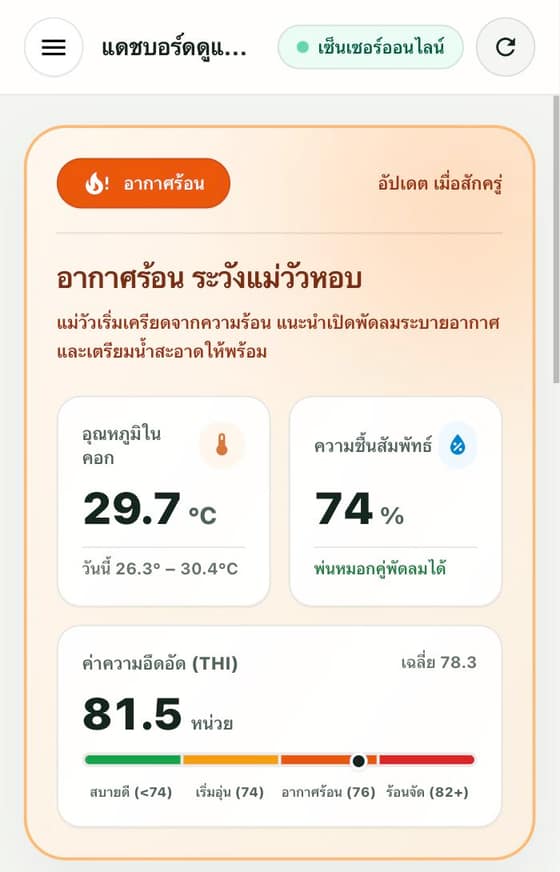 แดชบอร์ดดูแ...
เซ็นเซอร์ออนไลน์
! อากาศร้อน
อัปเดต เมื่อสักครู่
อากาศร้อน ระวังแม่วัวหอบ
แม่วัวเริ่มเครียดจากความร้อน แนะนำเปิดพัดลมระบายอากาศ
และเตรียมน้ำสะอาดให้พร้อม
อุณหภูมิใน
คอก
29.7 °C
วันนี้ 26.3° – 30.4°C
ความชื้นสัมพัทธ์
74 %
พ่นหมอกคู่พัดลมได้
ค่าความอึดอัด (THI)
เฉลี่ย 78.3
81.5 หน่วย
สบายดี (<74)
เริ่มอุ่น (74)
อากาศร้อน (76)
ร้อนจัด (82+)